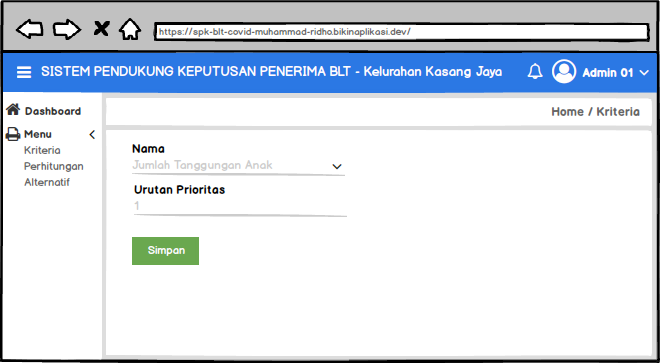 https://spk-blt-covid-muhammad-ridho.bikinaplikasi.dev/
SISTEM PENDUKUNG KEPUTUSAN PENERIMA BLT - Kelurahan Kasang Jaya
Admin 01
Dashboard
Home / Kriteria
Menu
Kriteria
Perhitungan
Alternatif
Nama
Jumlah Tanggungan Anak
Urutan Prioritas
1
Simpan